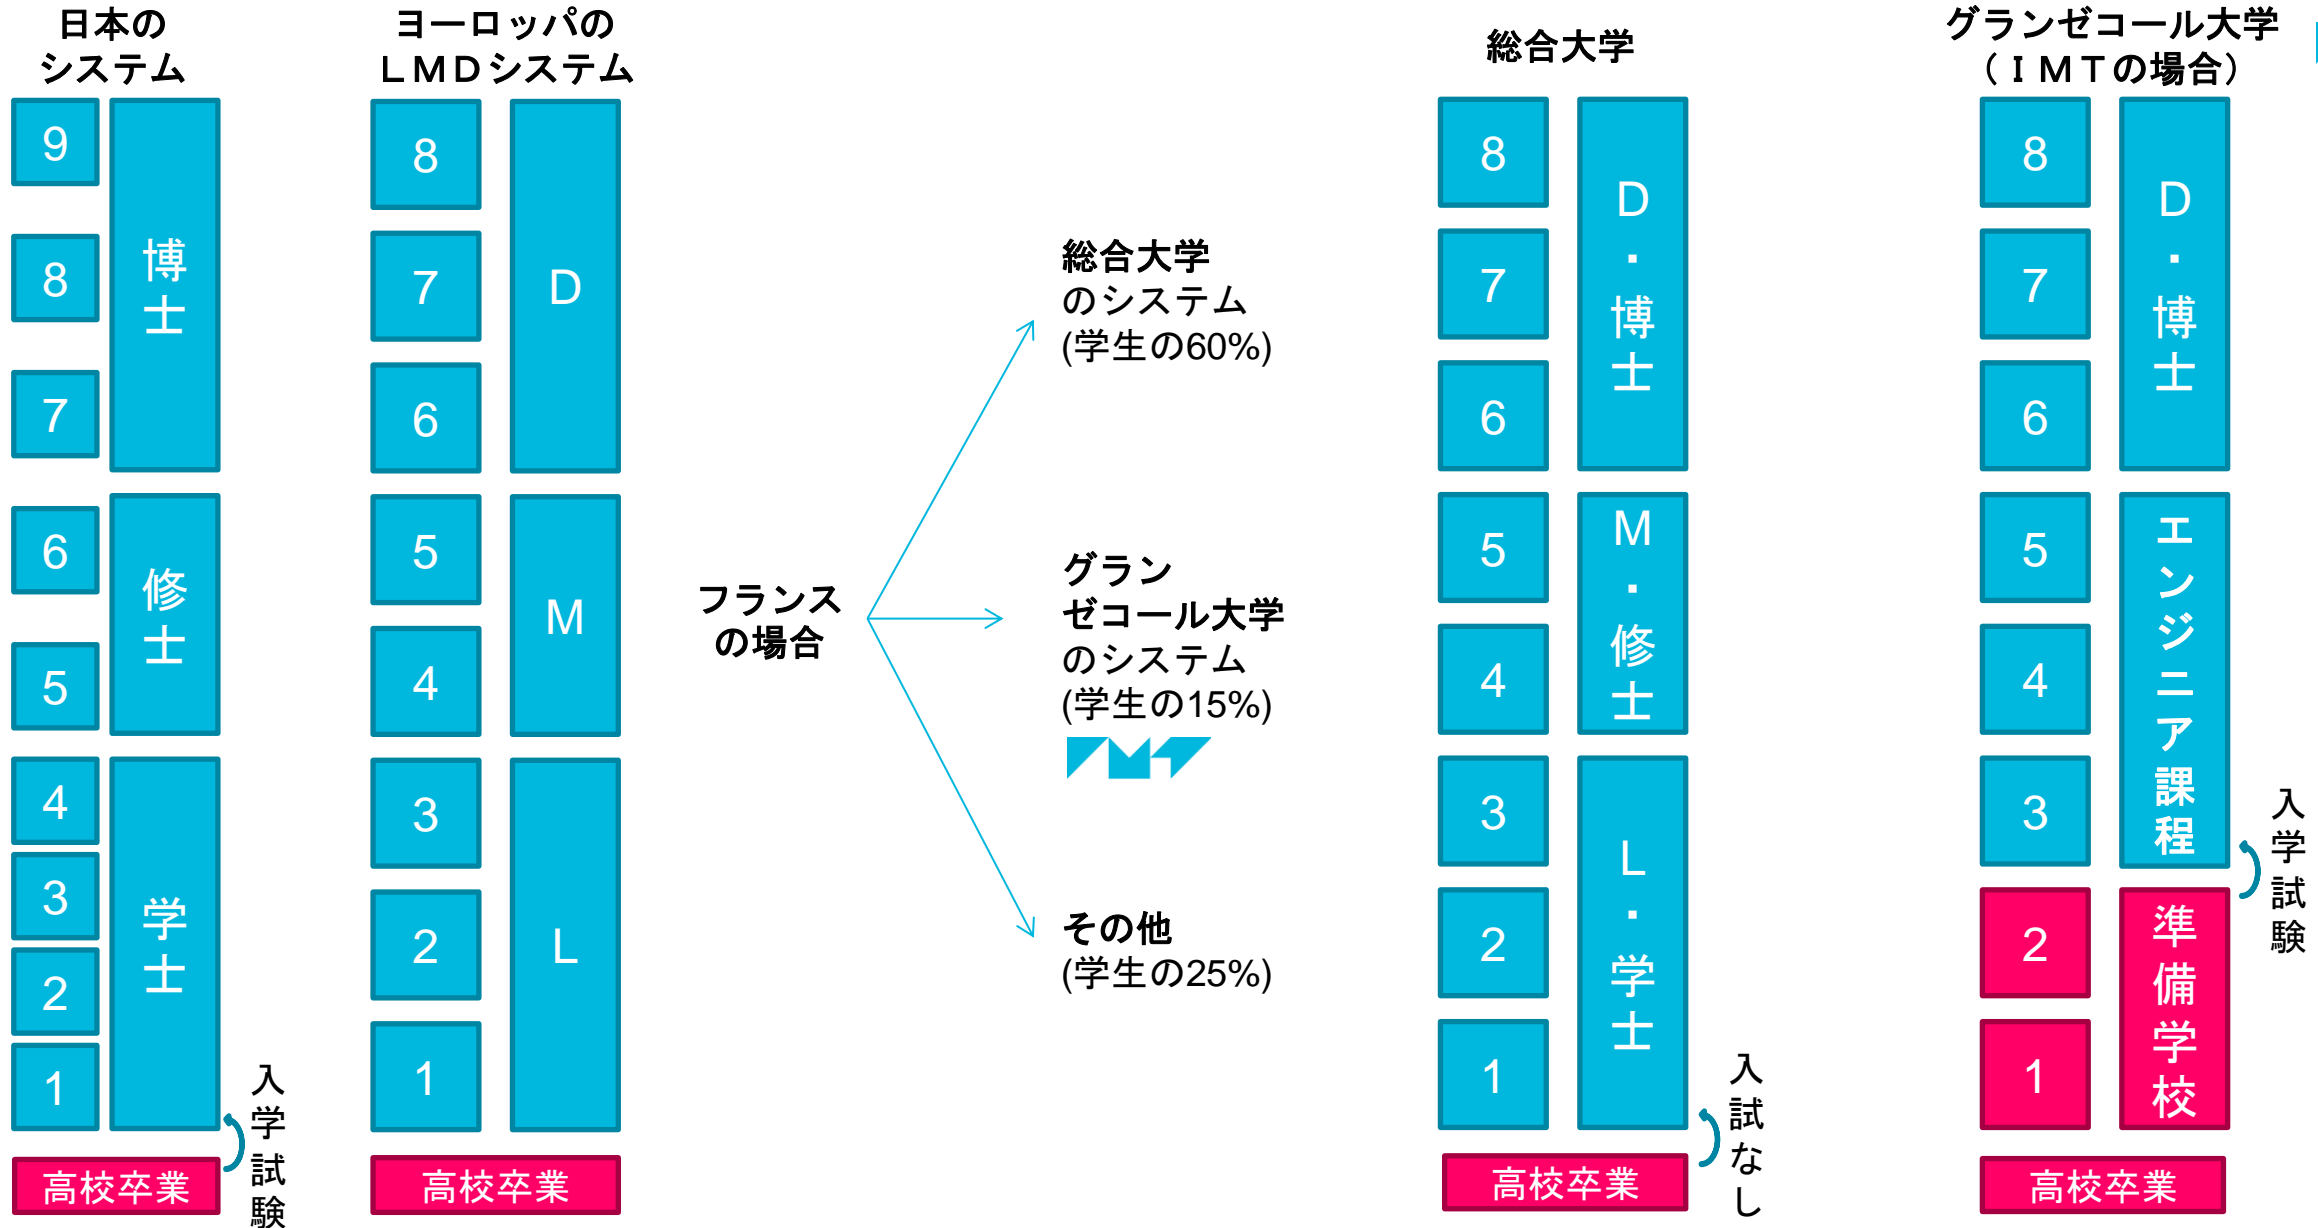 日本の
システム
9
8
7
博士
6
5
修士
4
3
2
1
学士
入学試験
高校卒業
ヨーロッパの
ＬＭＤシステム
8
7
6
D
5
4
M
3
2
1
L
高校卒業
フランス
の場合
総合大学
のシステム
(学生の60%)
グラン
ゼコール大学
のシステム
(学生の15%)
その他
(学生の25%)
総合大学
8
7
6
D・博士
5
4
M・修士
3
2
1
L・学士
入試なし
高校卒業
グランゼコール大学
（ＩＭＴの場合）
8
7
6
D・博士
5
4
3
エンジニア課程
入学試験
2
1
準備学校
高校卒業